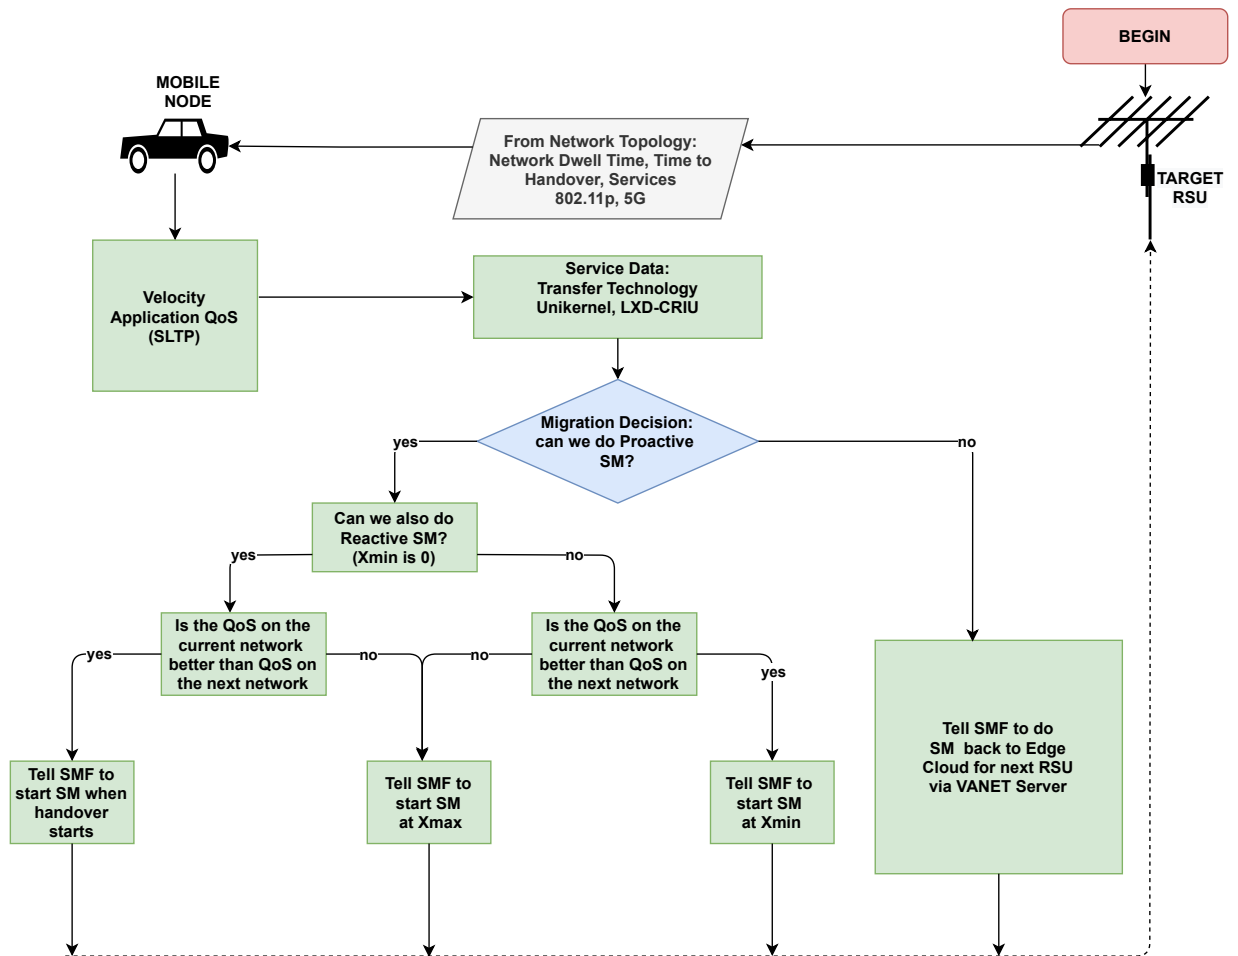 BEGIN
MOBILE
NODE
From Network Topology:
Network Dwell Time, Time to
Handover, Services
802.11p, 5G
TARGET
RSU
Velocity
Application QoS
(SLTP)
Service Data:
Transfer Technology
Unikernel, LXD-CRIU
Migration Decision:
can we do Proactive
SM?
yes
no
Can we also do
Reactive SM?
(Xmin is 0)
yes
no
Is the QoS on the
current network
better than QoS on
the next network
Is the QoS on the
current network
better than QoS on
the next network
yes
no
no
yes
Tell SMF to do
SM back to Edge
Cloud for next RSU
via VANET Server
Tell SMF to
start SM when
handover
starts
Tell SMF to
start SM
at Xmax
Tell SMF to
start SM
at Xmin